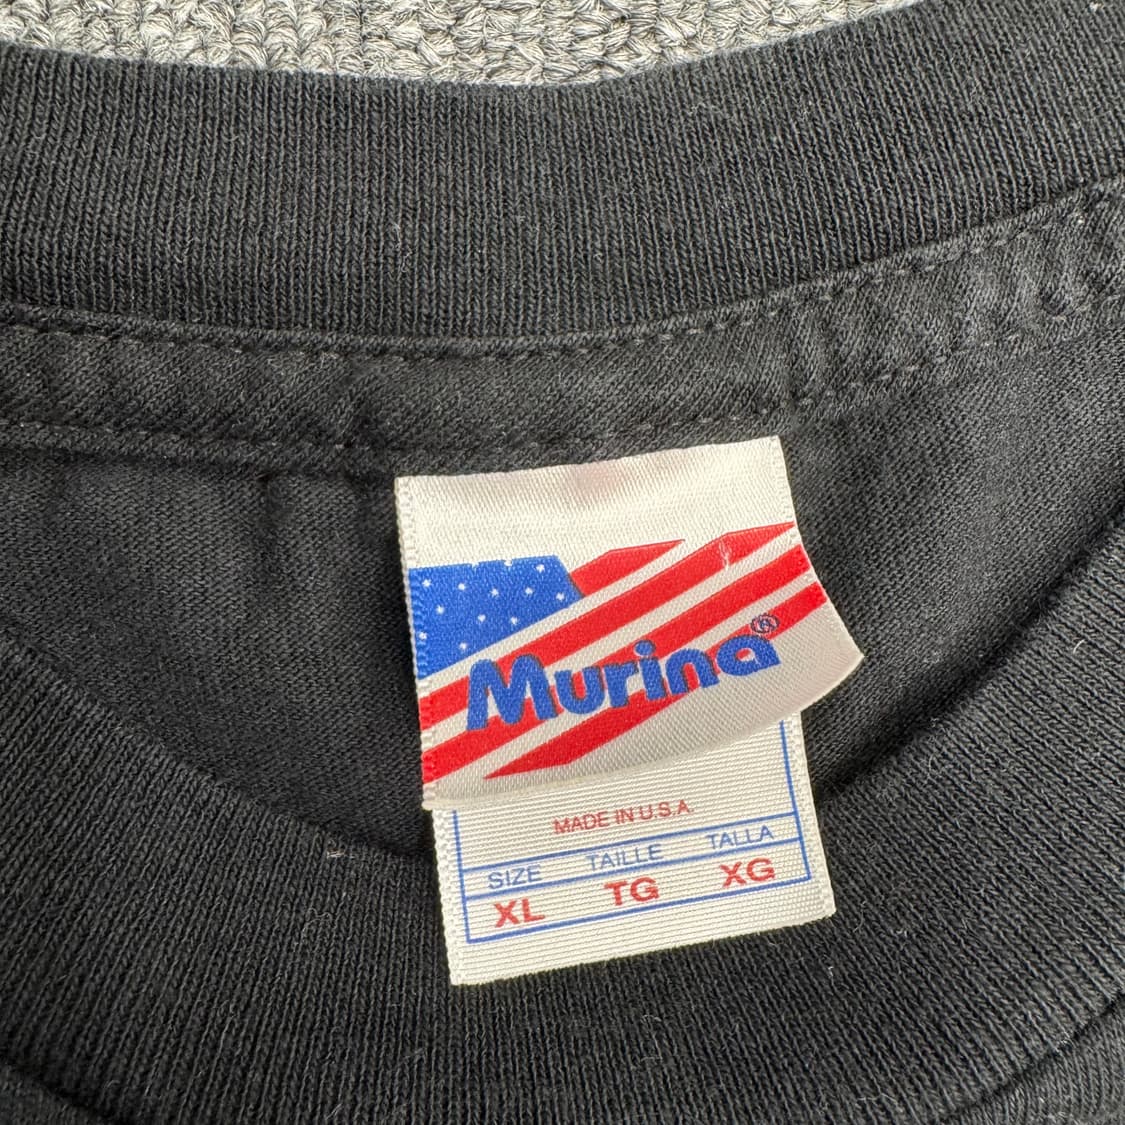 Murina®
MADE IN U.S.A.
SIZE TAILLE TALLA
XL TG XG